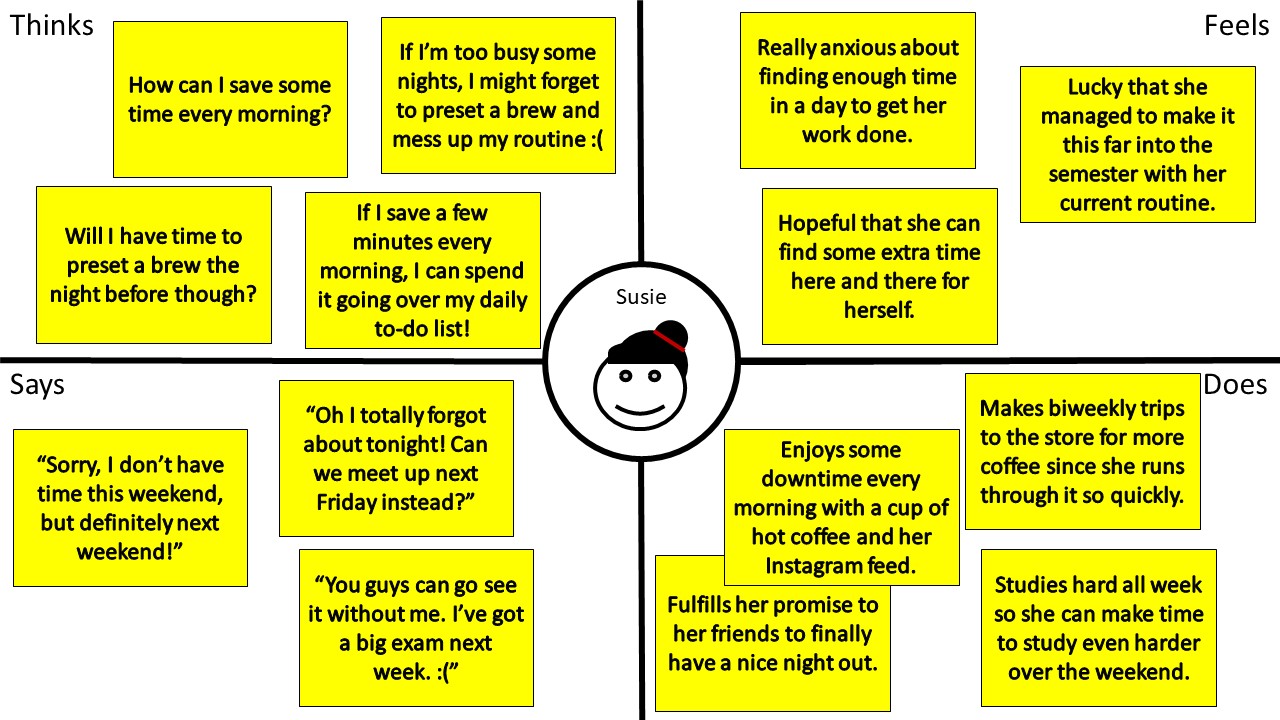 Thinks
How can I save some
time every morning?
If I’m too busy some
nights, I might forget
to preset a brew and
mess up my routine :(
Will I have time to
preset a brew the
night before though?
If I save a few
minutes every
morning, I can spend
it going over my daily
to-do list!
Feels
Really anxious about
finding enough time
in a day to get her
work done.
Lucky that she
managed to make it
this far into the
semester with her
current routine.
Hopeful that she can
find some extra time
here and there for
herself.
Susie
Says
“Oh I totally forgot
about tonight! Can
we meet up next
Friday instead?”
“Sorry, I don’t have
time this weekend,
but definitely next
weekend!”
“You guys can go see
it without me. I’ve got
a big exam next
week. :(”
Does
Makes biweekly trips
to the store for more
coffee since she runs
through it so quickly.
Enjoys some
downtime every
morning with a cup of
hot coffee and her
Instagram feed.
Fulfills her promise to
her friends to finally
have a nice night out.
Studies hard all week
so she can make time
to study even harder
over the weekend.